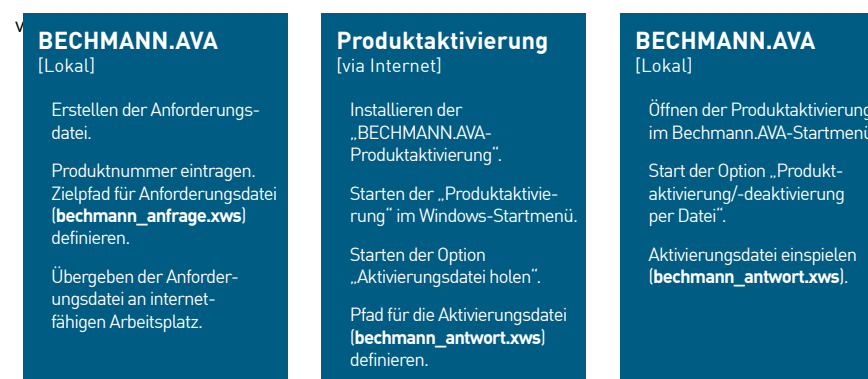 v
BECHMANN.AVA
[Lokal]
Erstellen der Anforderungs-
datei.
Produktnummer eintragen.
Zielpfad für Anforderungsdatei
(bechmann_anfrage.xws)
definieren.
Übergeben der Anforder-
ungsdatei an internet-
fähigen Arbeitsplatz.
Produktaktivierung
[via Internet]
Installieren der
„BECHMANN.AVA-
Produktaktivierung“.
Starten der „Produktaktivie-
rung“ im Windows-Startmenü.
Starten der Option
„Aktivierungsdatei holen“.
Pfad für die Aktivierungsdatei
(bechmann_antwort.xws)
definieren.
BECHMANN.AVA
[Lokal]
Öffnen der Produktaktivierung
im Bechmann.AVA-Startmenü
Start der Option „Produkt-
aktivierung/-deaktivierung
per Datei“.
Aktivierungsdatei einspielen
(bechmann_antwort.xws).